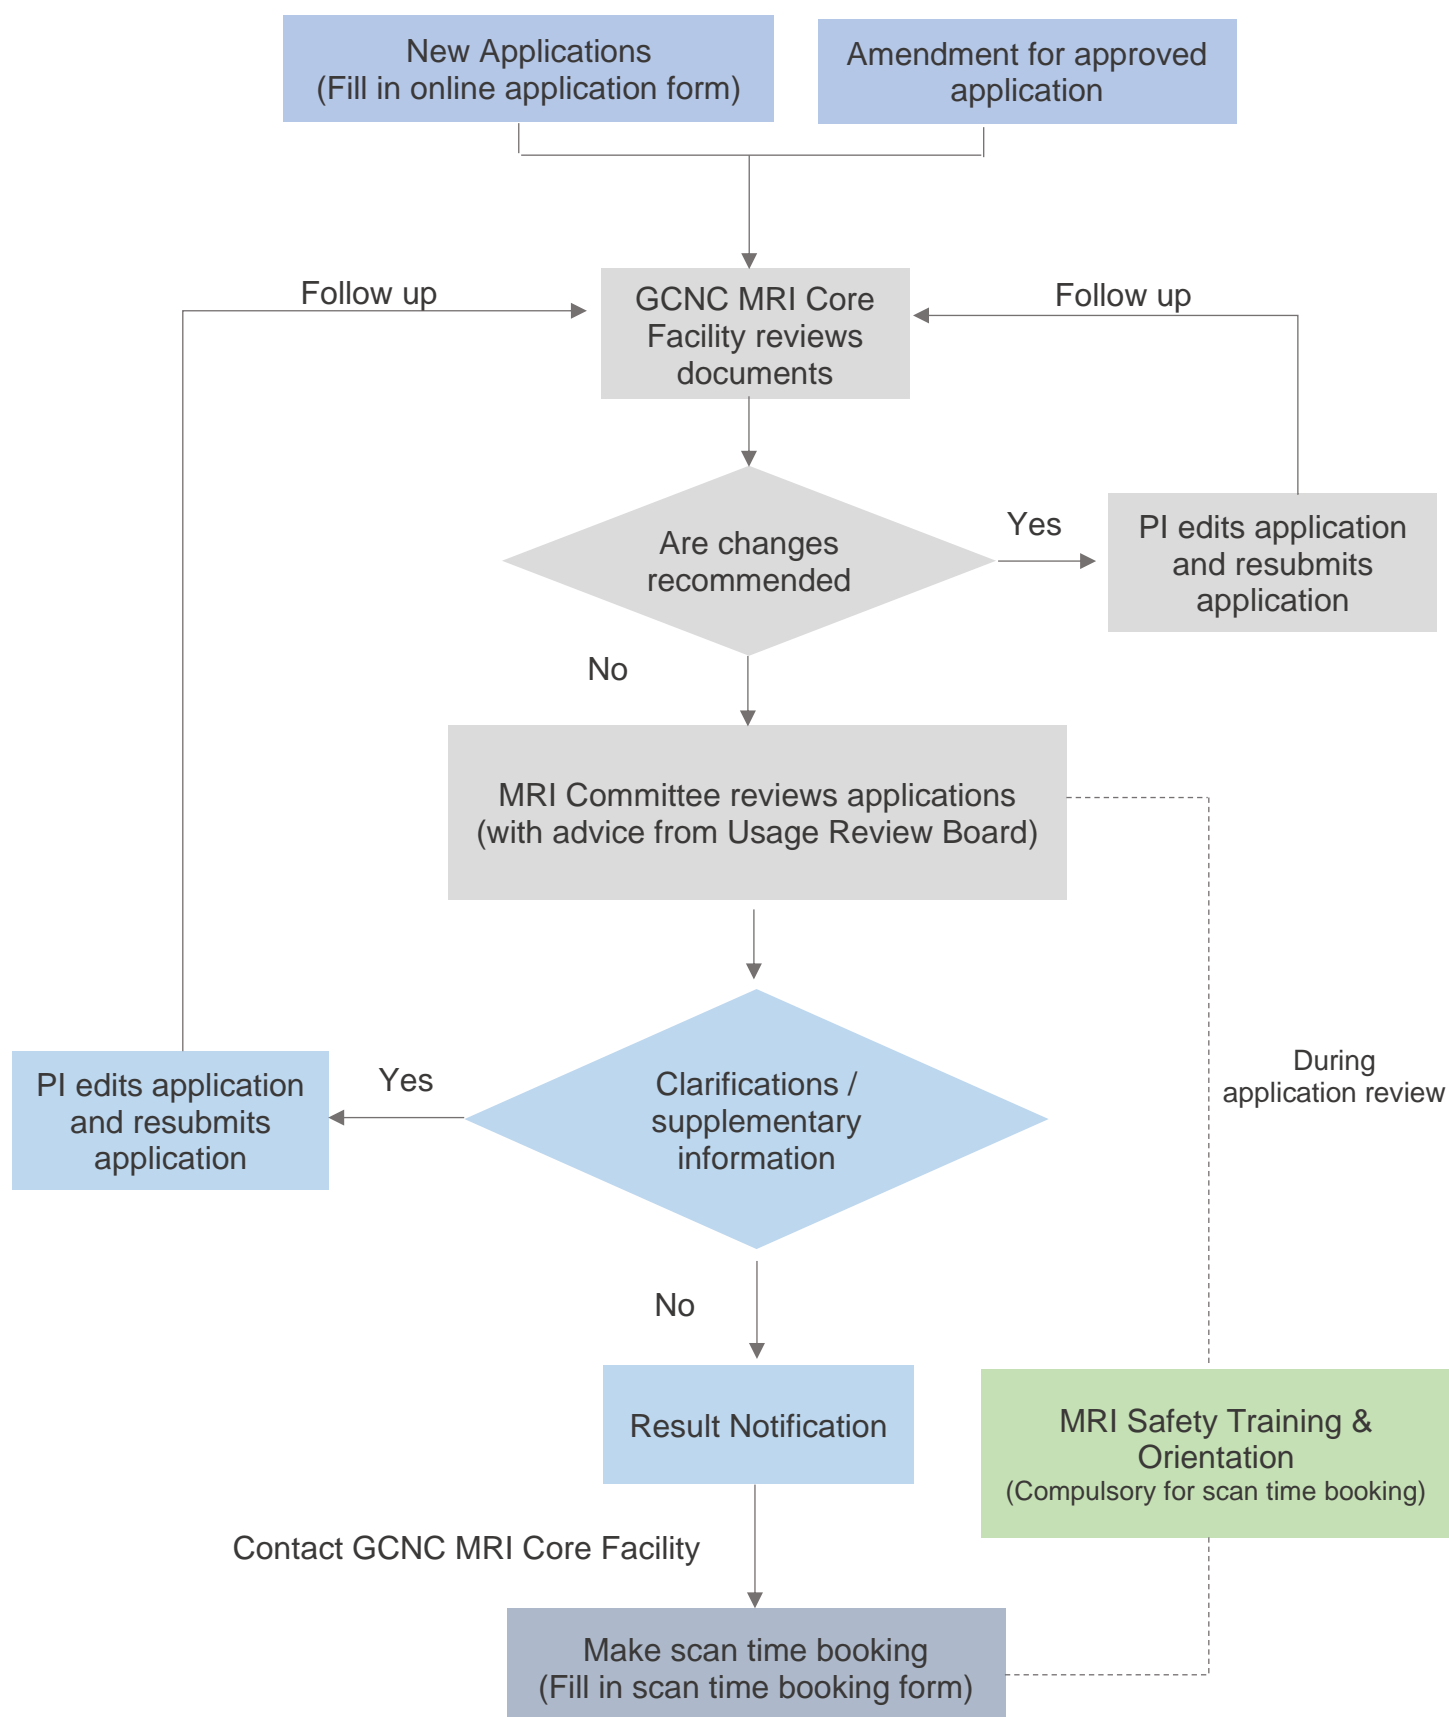 New Applications
(Fill in online application form)
Amendment for approved
application
Follow up
GCNC MRI Core
Facility reviews
documents
Follow up
Are changes
recommended
Yes
PI edits application
and resubmits
application
No
MRI Committee reviews applications
(with advice from Usage Review Board)
PI edits application
and resubmits
application
Yes
Clarifications /
supplementary
information
During
application review
No
Result Notification
MRI Safety Training &
Orientation
(Compulsory for scan time booking)
Contact GCNC MRI Core Facility
Make scan time booking
(Fill in scan time booking form)